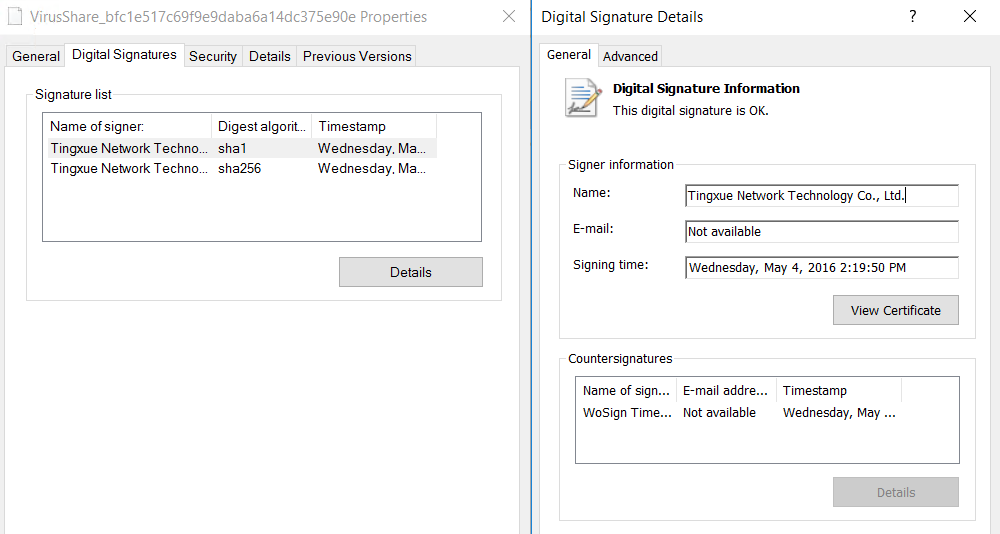 VirusShare_bfc1e517c69f9e9daba6a14dc375e90e Properties
General Digital Signatures Security Details Previous Versions
Signature list
Name of signer: Digest algorit... Timestamp
Tingxue Network Techno... sha1 Wednesday, Ma...
Tingxue Network Techno... sha256 Wednesday, Ma...
Details
Digital Signature Details ?
General Advanced
Digital Signature Information
This digital signature is OK.
Signer information
Name: Tingxue Network Technology Co., Ltd.
E-mail: Not available
Signing time: Wednesday, May 4, 2016 2:19:50 PM
View Certificate
Countersignatures
Name of sign... E-mail addre... Timestamp
WoSign Time... Not available Wednesday, May ...
Details